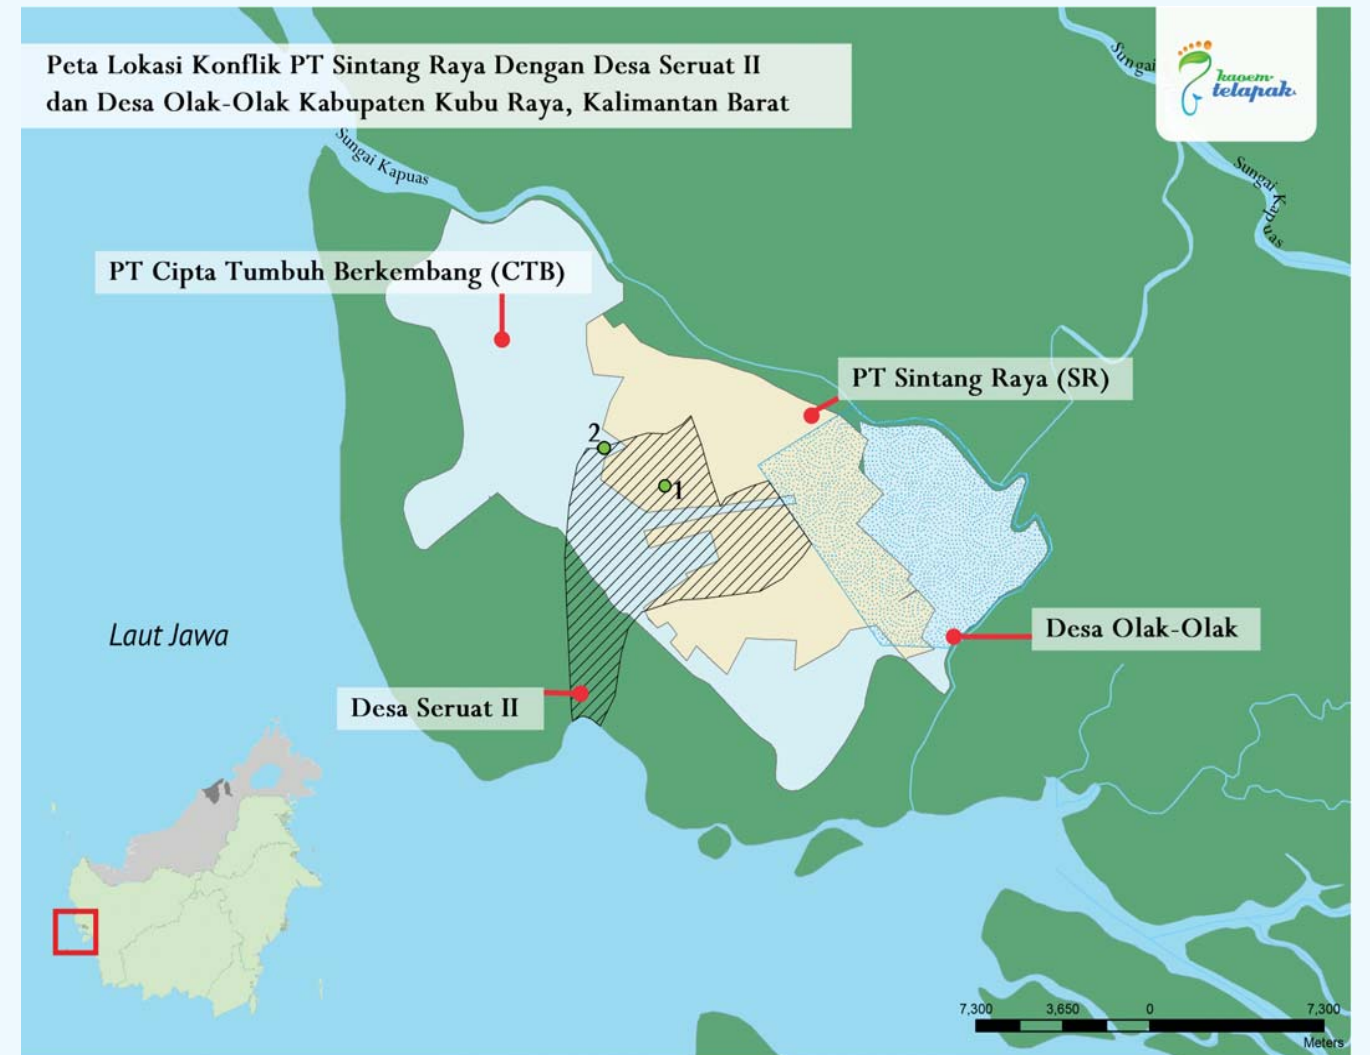 Peta Lokasi Konflik PT Sintang Raya Dengan Desa Seruat II
dan Desa Olak-Olak Kabupaten Kubu Raya, Kalimantan Barat
kaoem
telapak
Sungai
Sungai Kapuas
Sungai Kapuas
PT Cipta Tumbuh Berkembang (CTB)
PT Sintang Raya (SR)
2
1
Laut Jawa
Desa Olak-Olak
Desa Seruat II
7,300 3,650 0 7,300
Meters